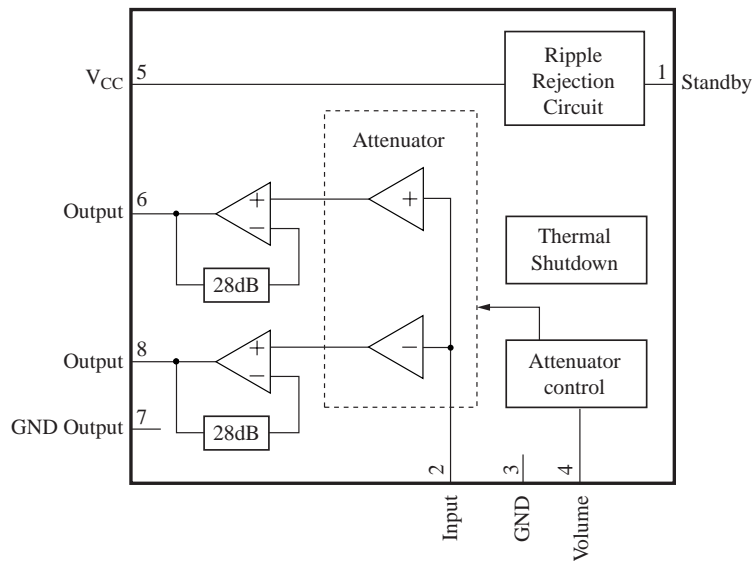 Ripple
Rejection
Circuit
V_CC
5
1
Standby
Attenuator
+
Output
6
+
−
28dB
Thermal
Shutdown
Output
8
+
−
−
28dB
Attenuator
control
GND Output
7
2
3
4
Input
GND
Volume